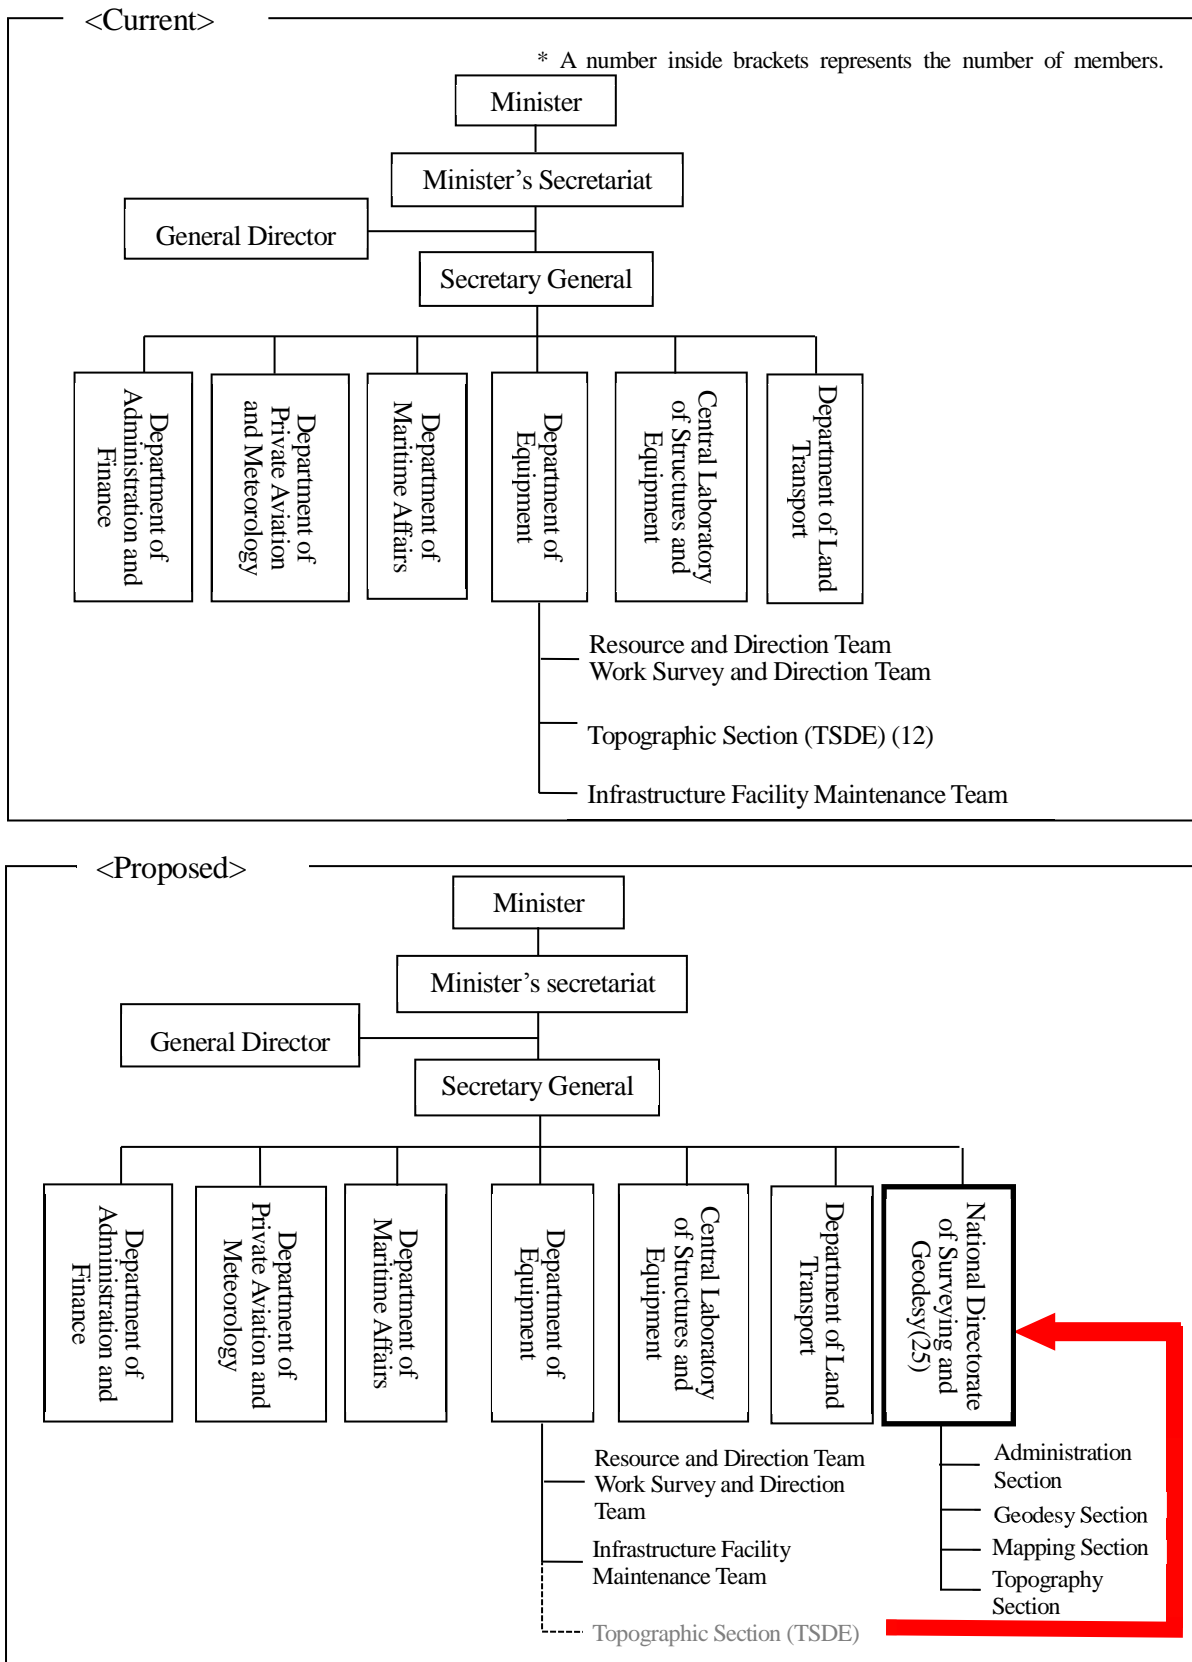 <Current>
* A number inside brackets represents the number of members.
Minister
Minister’s Secretariat
General Director
Secretary General
Department of
Administration and
Finance
Department of
Private Aviation
and Meteorology
Department of
Maritime Affairs
Department of
Equipment
Central Laboratory
of Structures and
Equipment
Department of Land
Transport
Resource and Direction Team
Work Survey and Direction Team
Topographic Section (TSDE) (12)
Infrastructure Facility Maintenance Team
<Proposed>
Minister
Minister’s secretariat
General Director
Secretary General
Department of
Administration and
Finance
Department of
Private Aviation and
Meteorology
Department of
Maritime Affairs
Department of
Equipment
Central Laboratory
of Structures and
Equipment
Department of Land
Transport
National Directorate
of Surveying and
Geodesy(25)
Resource and Direction Team
Work Survey and Direction
Team
Infrastructure Facility
Maintenance Team
Topographic Section (TSDE)
Administration
Section
Geodesy Section
Mapping Section
Topography
Section